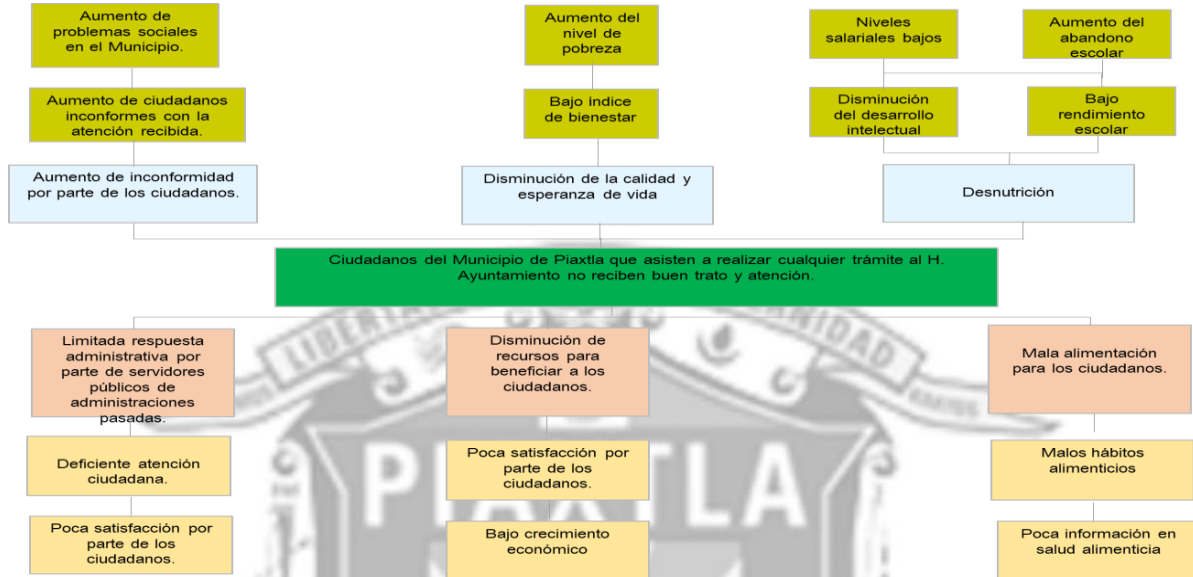 Aumento de
problemas sociales
en el Municipio.
Aumento del
nivel de
pobreza
Niveles
salariales bajos
Aumento del
abandono
escolar
Aumento de ciudadanos
inconformes con la
atención recibida.
Bajo índice
de bienestar
Disminución
del desarrollo
intelectual
Bajo
rendimiento
escolar
Aumento de inconformidad
por parte de los ciudadanos.
Disminución de la calidad y
esperanza de vida
Desnutrición
Ciudadanos del Municipio de Piaxtla que asisten a realizar cualquier trámite al H.
Ayuntamiento no reciben buen trato y atención.
Limitada respuesta
administrativa por
parte de servidores
públicos de
administraciones
pasadas.
Disminución de
recursos para
beneficiar a los
ciudadanos.
Mala alimentación
para los ciudadanos.
Deficiente atención
ciudadana.
Poca satisfacción por
parte de los
ciudadanos.
Malos hábitos
alimenticios
Poca satisfacción por
parte de los
ciudadanos.
Bajo crecimiento
económico
Poca información en
salud alimenticia
PIAXTLA